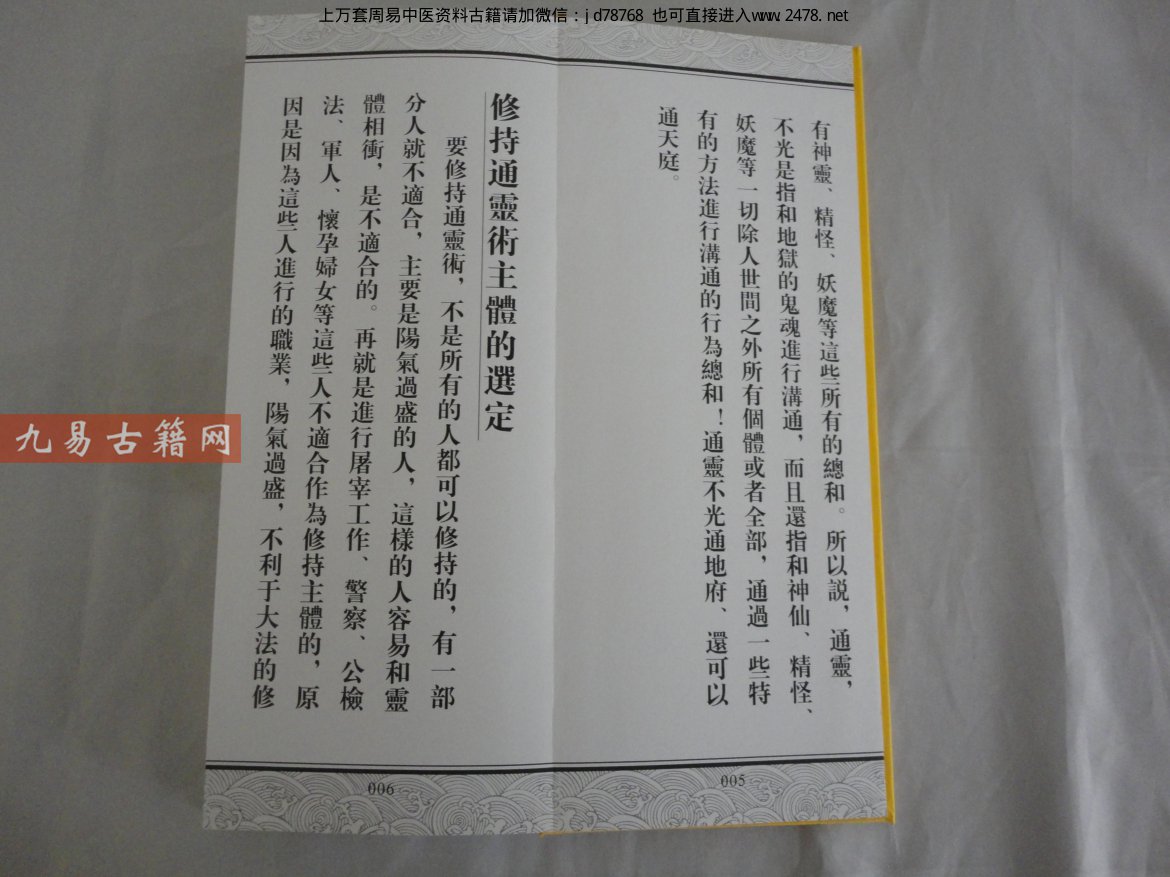 上万套周易中医资料古籍请加微信：jd78768 也可直接进入www.2478.net
有神靈、精怪、妖魔等這些所有的總和。所以説，通靈，
不光是指和地獄的鬼魂進行溝通，而且還指和神仙、精怪、
妖魔等一切除人世間之外所有個體或者全部，通過一些特
有的方法進行溝通的行為總和！通靈不光通地府、還可以
通天庭。
005
修持通靈術主體的選定
要修持通靈術，不是所有的人都可以修持的，有一部
分人就不適合，主要是陽氣過盛的人，這樣的人容易和靈
體相衝，是不適合的。再就是進行屠宰工作、警察、公檢
法、軍人、懷孕婦女等這些人不適合作為修持主體的，原
因是因為這些人進行的職業，陽氣過盛，不利于大法的修
006
九易古籍网